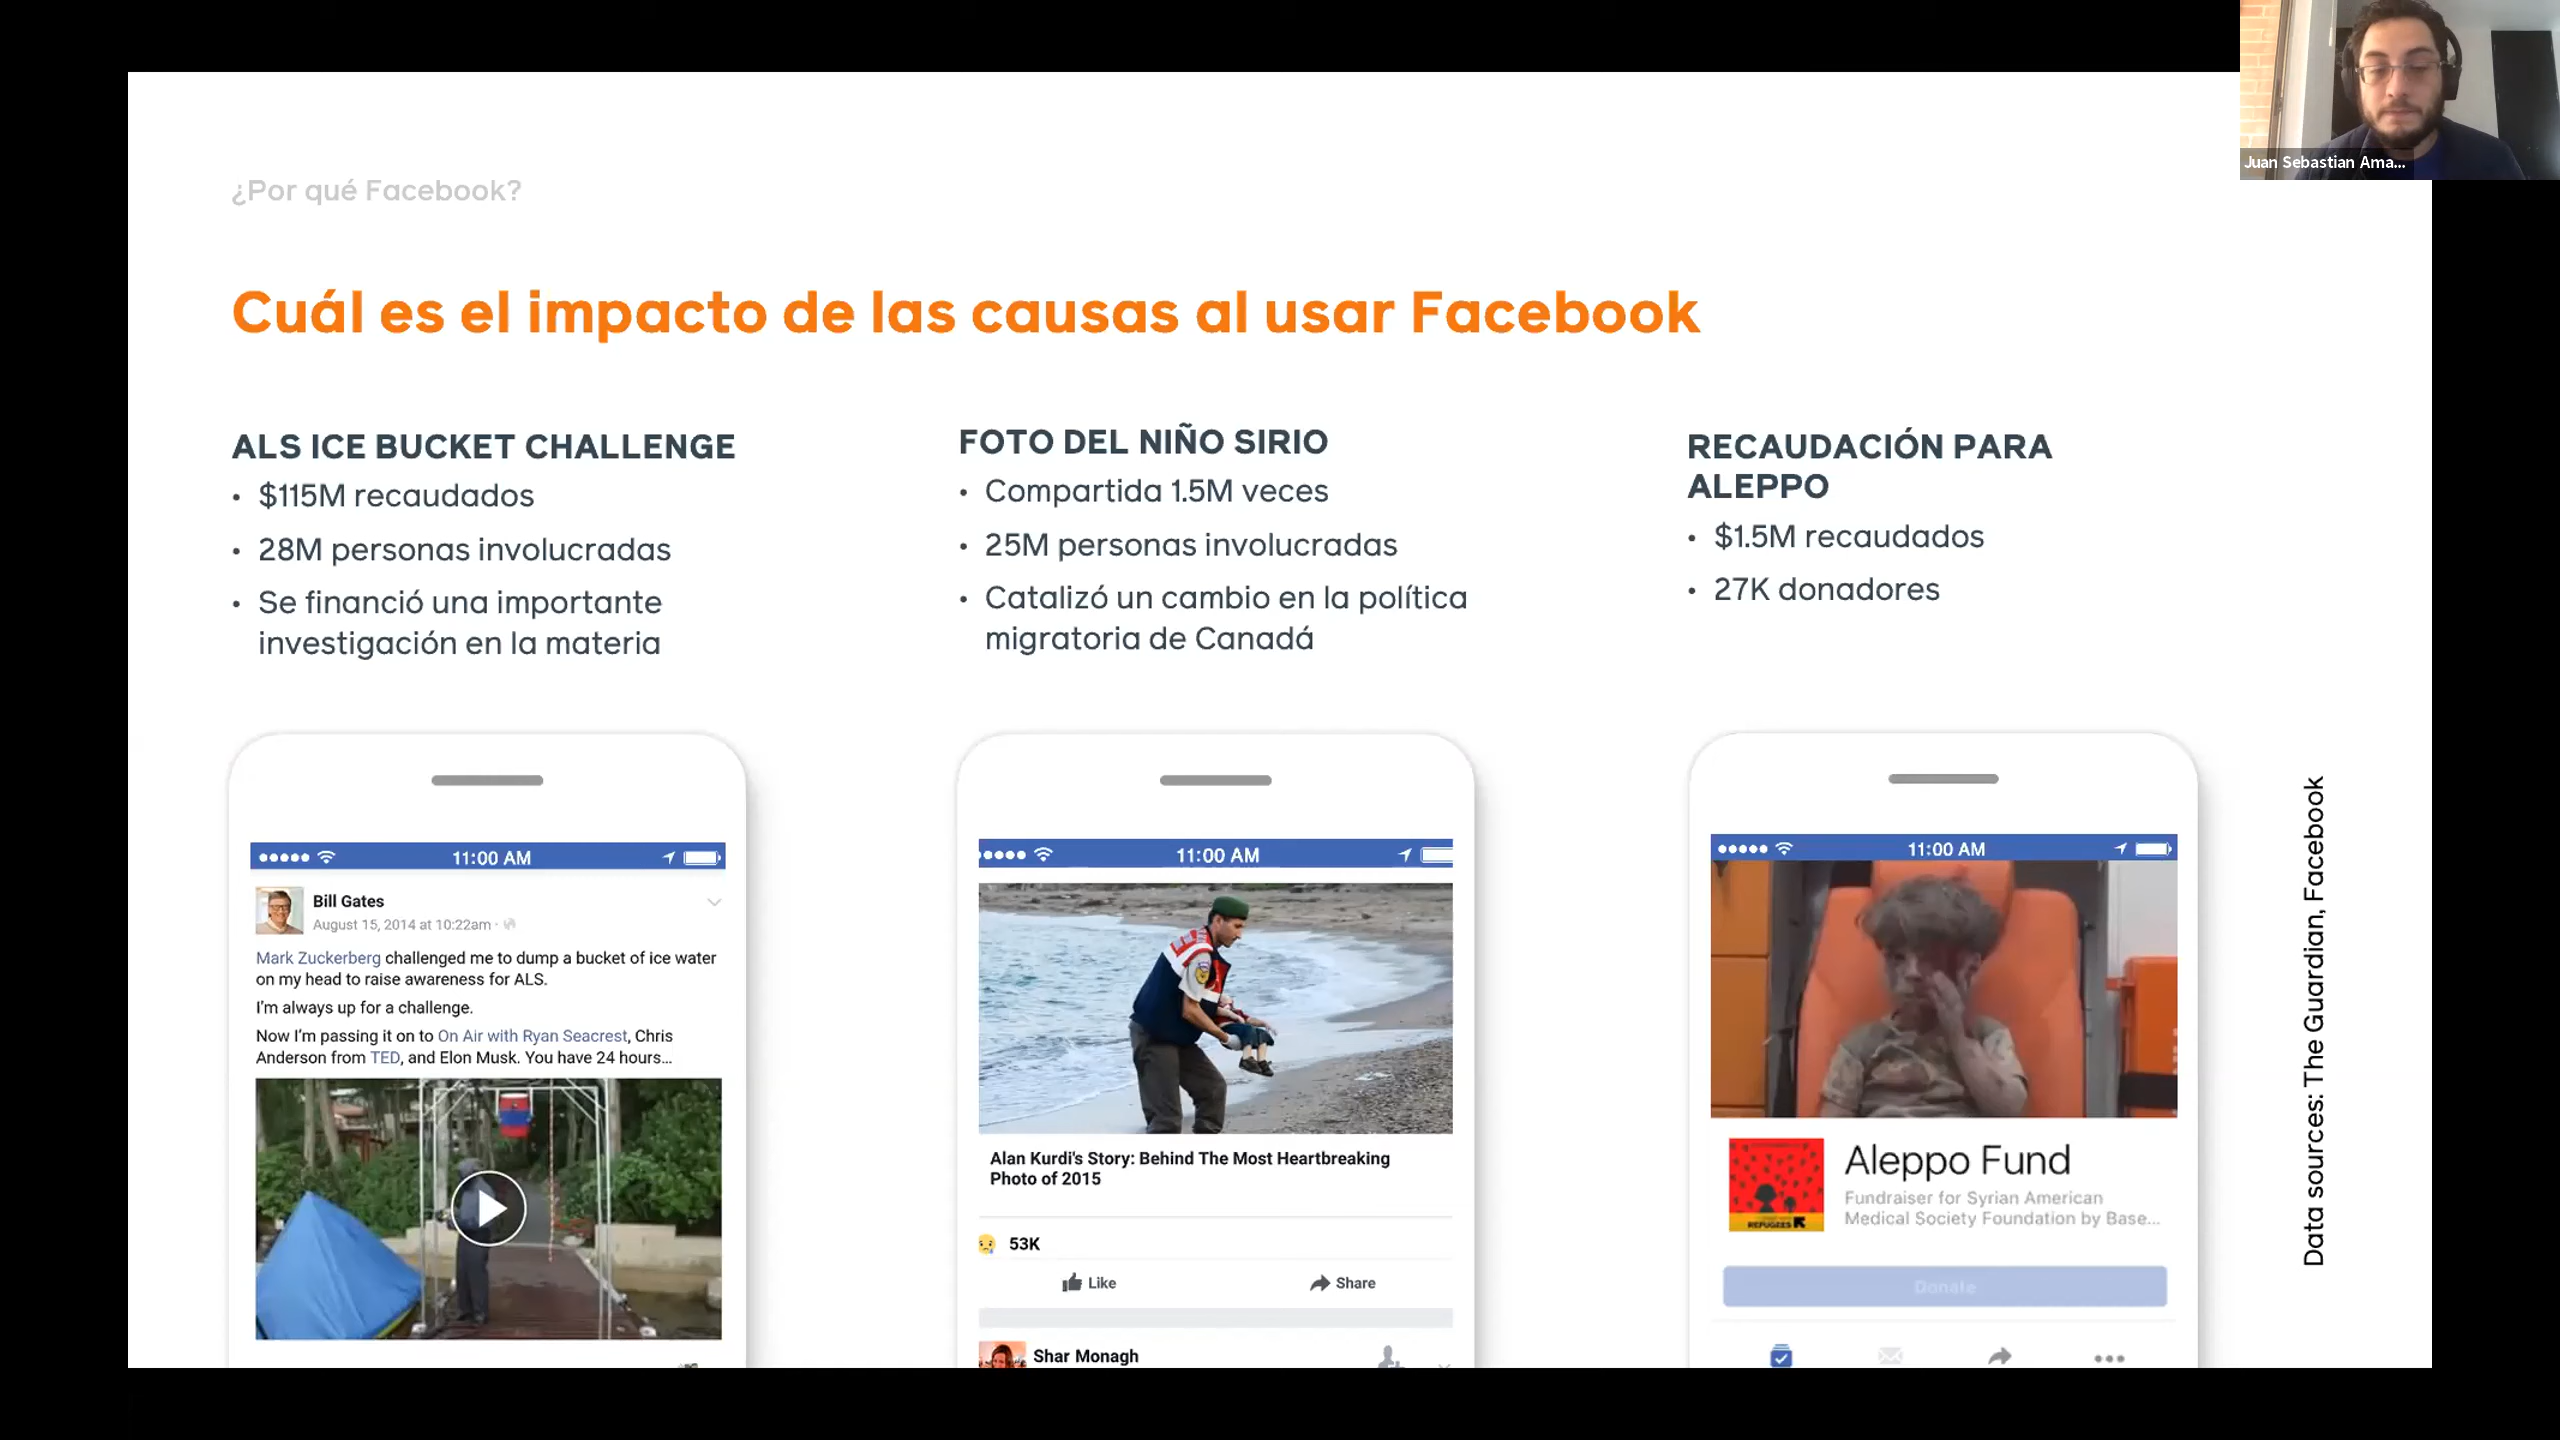 Juan Sebastian Ama...
¿Por qué Facebook?
Cuál es el impacto de las causas al usar Facebook
ALS ICE BUCKET CHALLENGE
• $115M recaudados
• 28M personas involucradas
• Se financió una importante
investigación en la materia
FOTO DEL NIÑO SIRIO
• Compartida 1.5M veces
• 25M personas involucradas
• Catalizó un cambio en la política
migratoria de Canadá
RECAUDACIÓN PARA
ALEPPO
• $1.5M recaudados
• 27K donadores
11:00 AM
Bill Gates
August 15, 2014 at 10:22am ·
Mark Zuckerberg challenged me to dump a bucket of ice water
on my head to raise awareness for ALS.
I'm always up for a challenge.
Now I'm passing it on to On Air with Ryan Seacrest, Chris
Anderson from TED, and Elon Musk. You have 24 hours...
11:00 AM
Alan Kurdi's Story: Behind The Most Heartbreaking
Photo of 2015
53K
Like Share
Shar Monagh
11:00 AM
Aleppo Fund
Fundraiser for Syrian American
Medical Society Foundation by Base...
REFUGEES
Donate
Data sources: The Guardian, Facebook